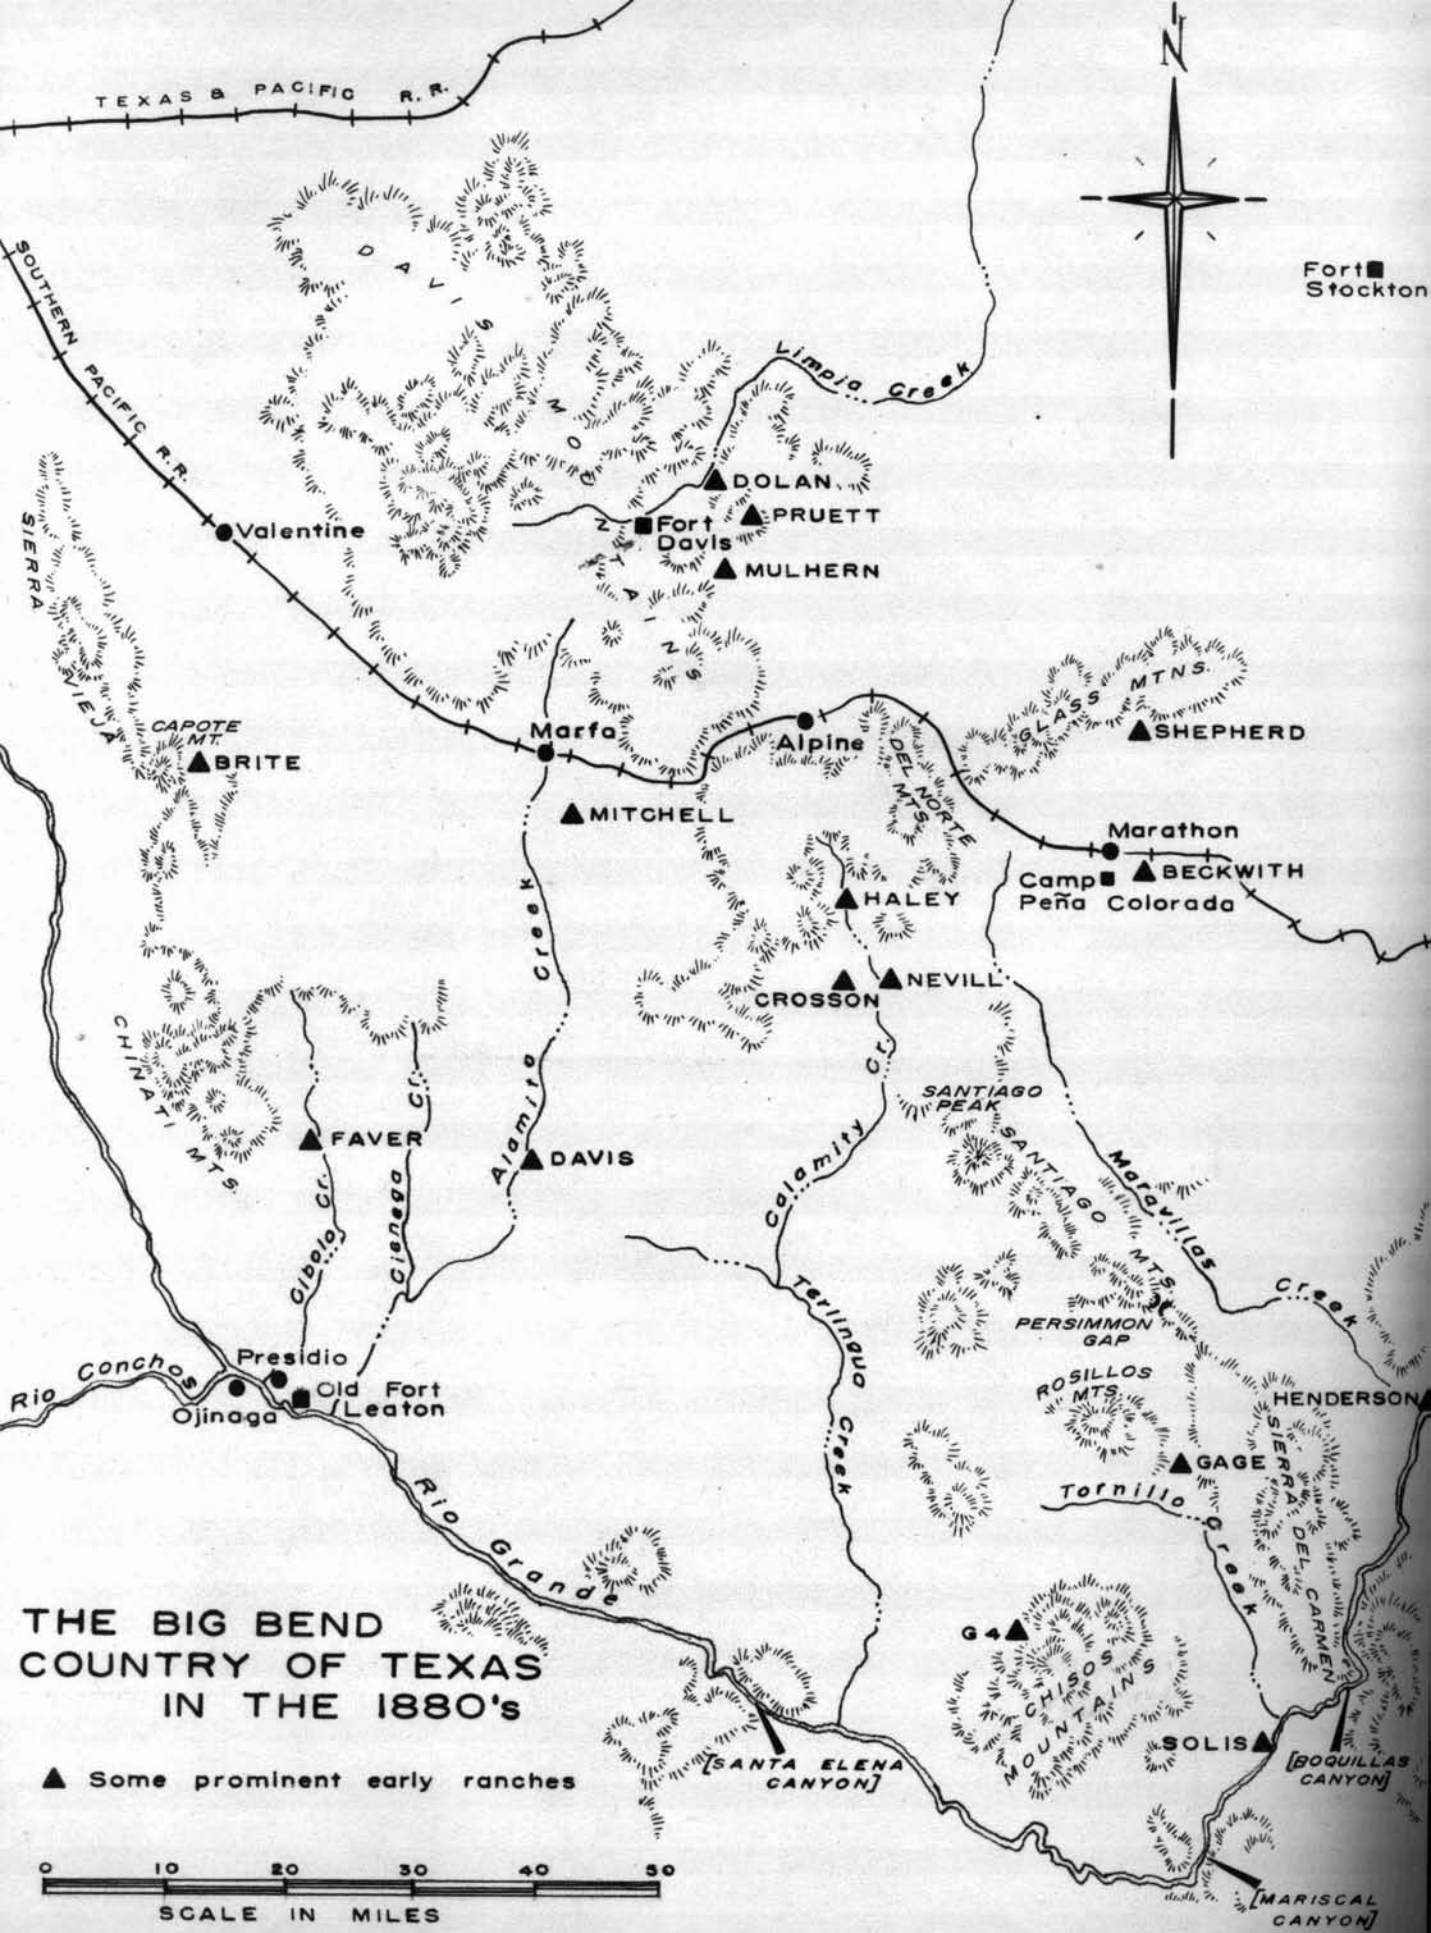 N
TEXAS & PACIFIC R. R.
SOUTHERN PACIFIC R.R.
DAVIS MOUNTAINS
Fort
Stockton
Limpia Creek
DOLAN
PRUETT
Fort
Davis
MULHERN
Valentine
SIERRA VIEJA
CAPOTE
MT.
BRITE
Marfa
Alpine
GLASS MTNS
SHEPHERD
DEL NORTE
MTS.
MITCHELL
Marathon
BECKWITH
Camp
Peña Colorada
HALEY
CROSSON
NEVILL
Alamito Creek
CHINATI MTS
FAVER
Cibolo Cr.
Cienega Cr.
DAVIS
Calamity Cr.
SANTIAGO
PEAK
SANTIAGO MTS.
Maravillas Creek
Terlingua Creek
PERSIMMON
GAP
ROSILLOS
MTS.
HENDERSON
Rio Conchos
Presidio
Ojinaga
Old Fort
Leaton
Rio Grande
GAGE
Tornillo Creek
SIERRA DEL CARMEN
G4
CHISOS
MOUNTAINS
SOLIS
[SANTA ELENA
CANYON]
[BOQUILLAS
CANYON]
[MARISCAL
CANYON]
THE BIG BEND
COUNTRY OF TEXAS
IN THE 1880's
▲ Some prominent early ranches
0 10 20 30 40 50
SCALE IN MILES